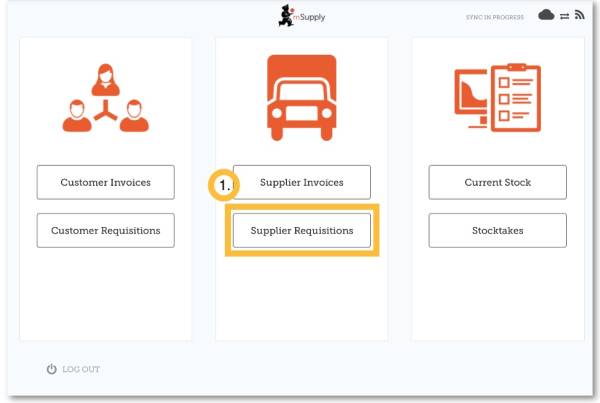 mSupply
SYNC IN PROGRESS
Customer Invoices
1.
Supplier Invoices
Current Stock
Customer Requisitions
Supplier Requisitions
Stocktakes
LOG OUT